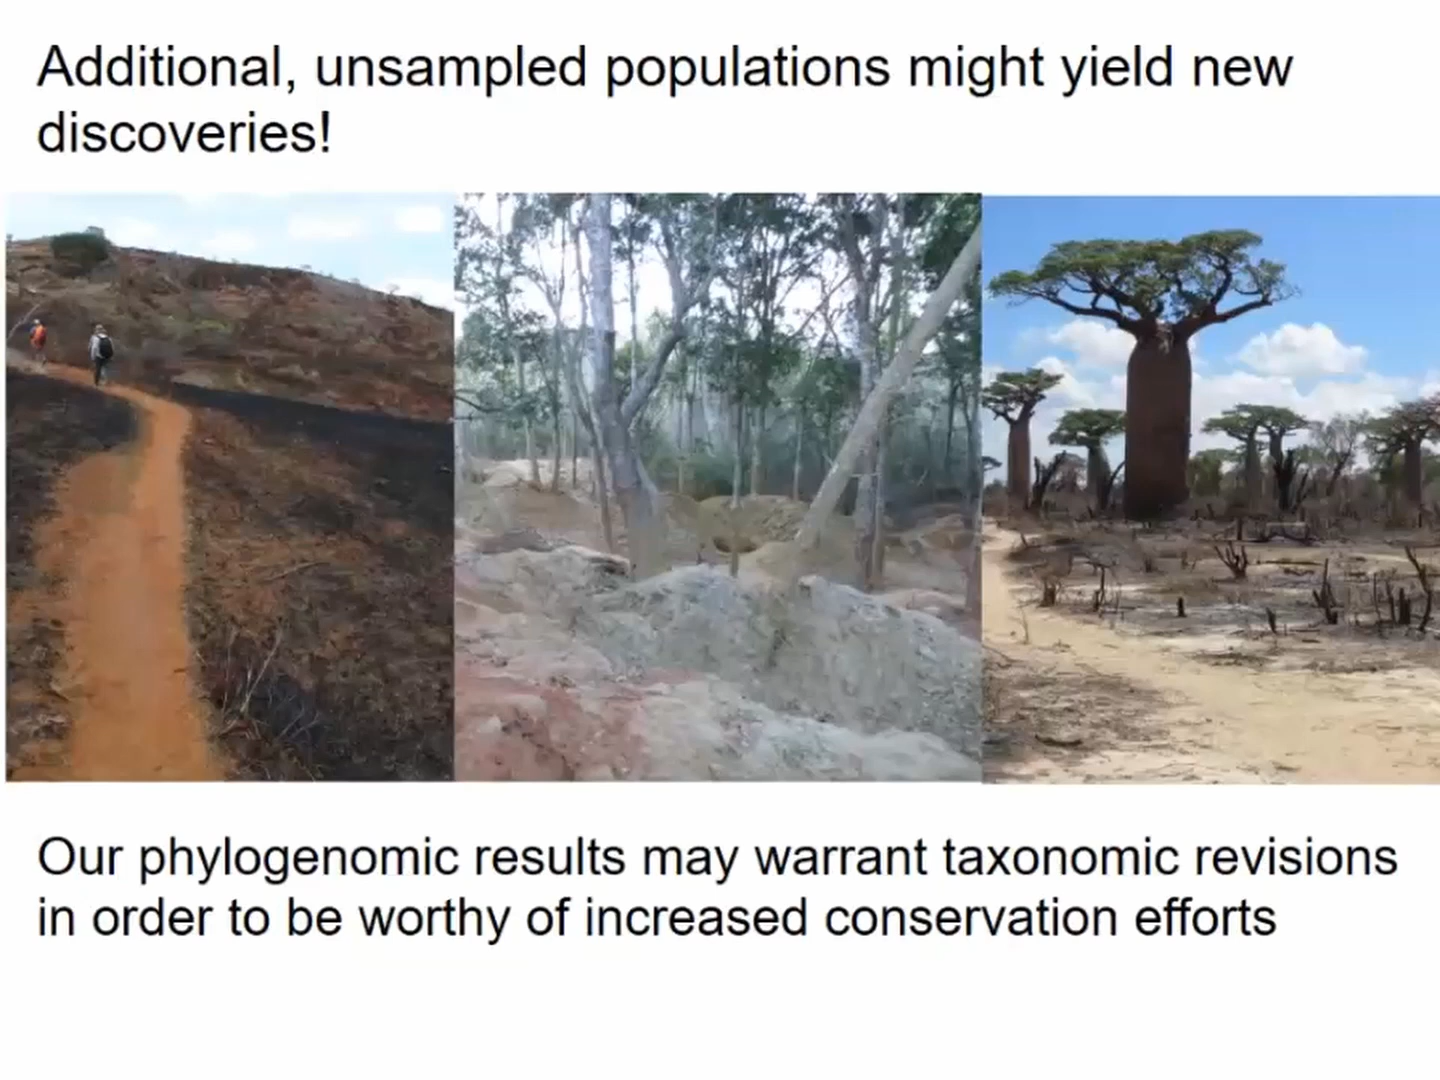 Additional, unsampled populations might yield new
discoveries!
Our phylogenomic results may warrant taxonomic revisions
in order to be worthy of increased conservation efforts